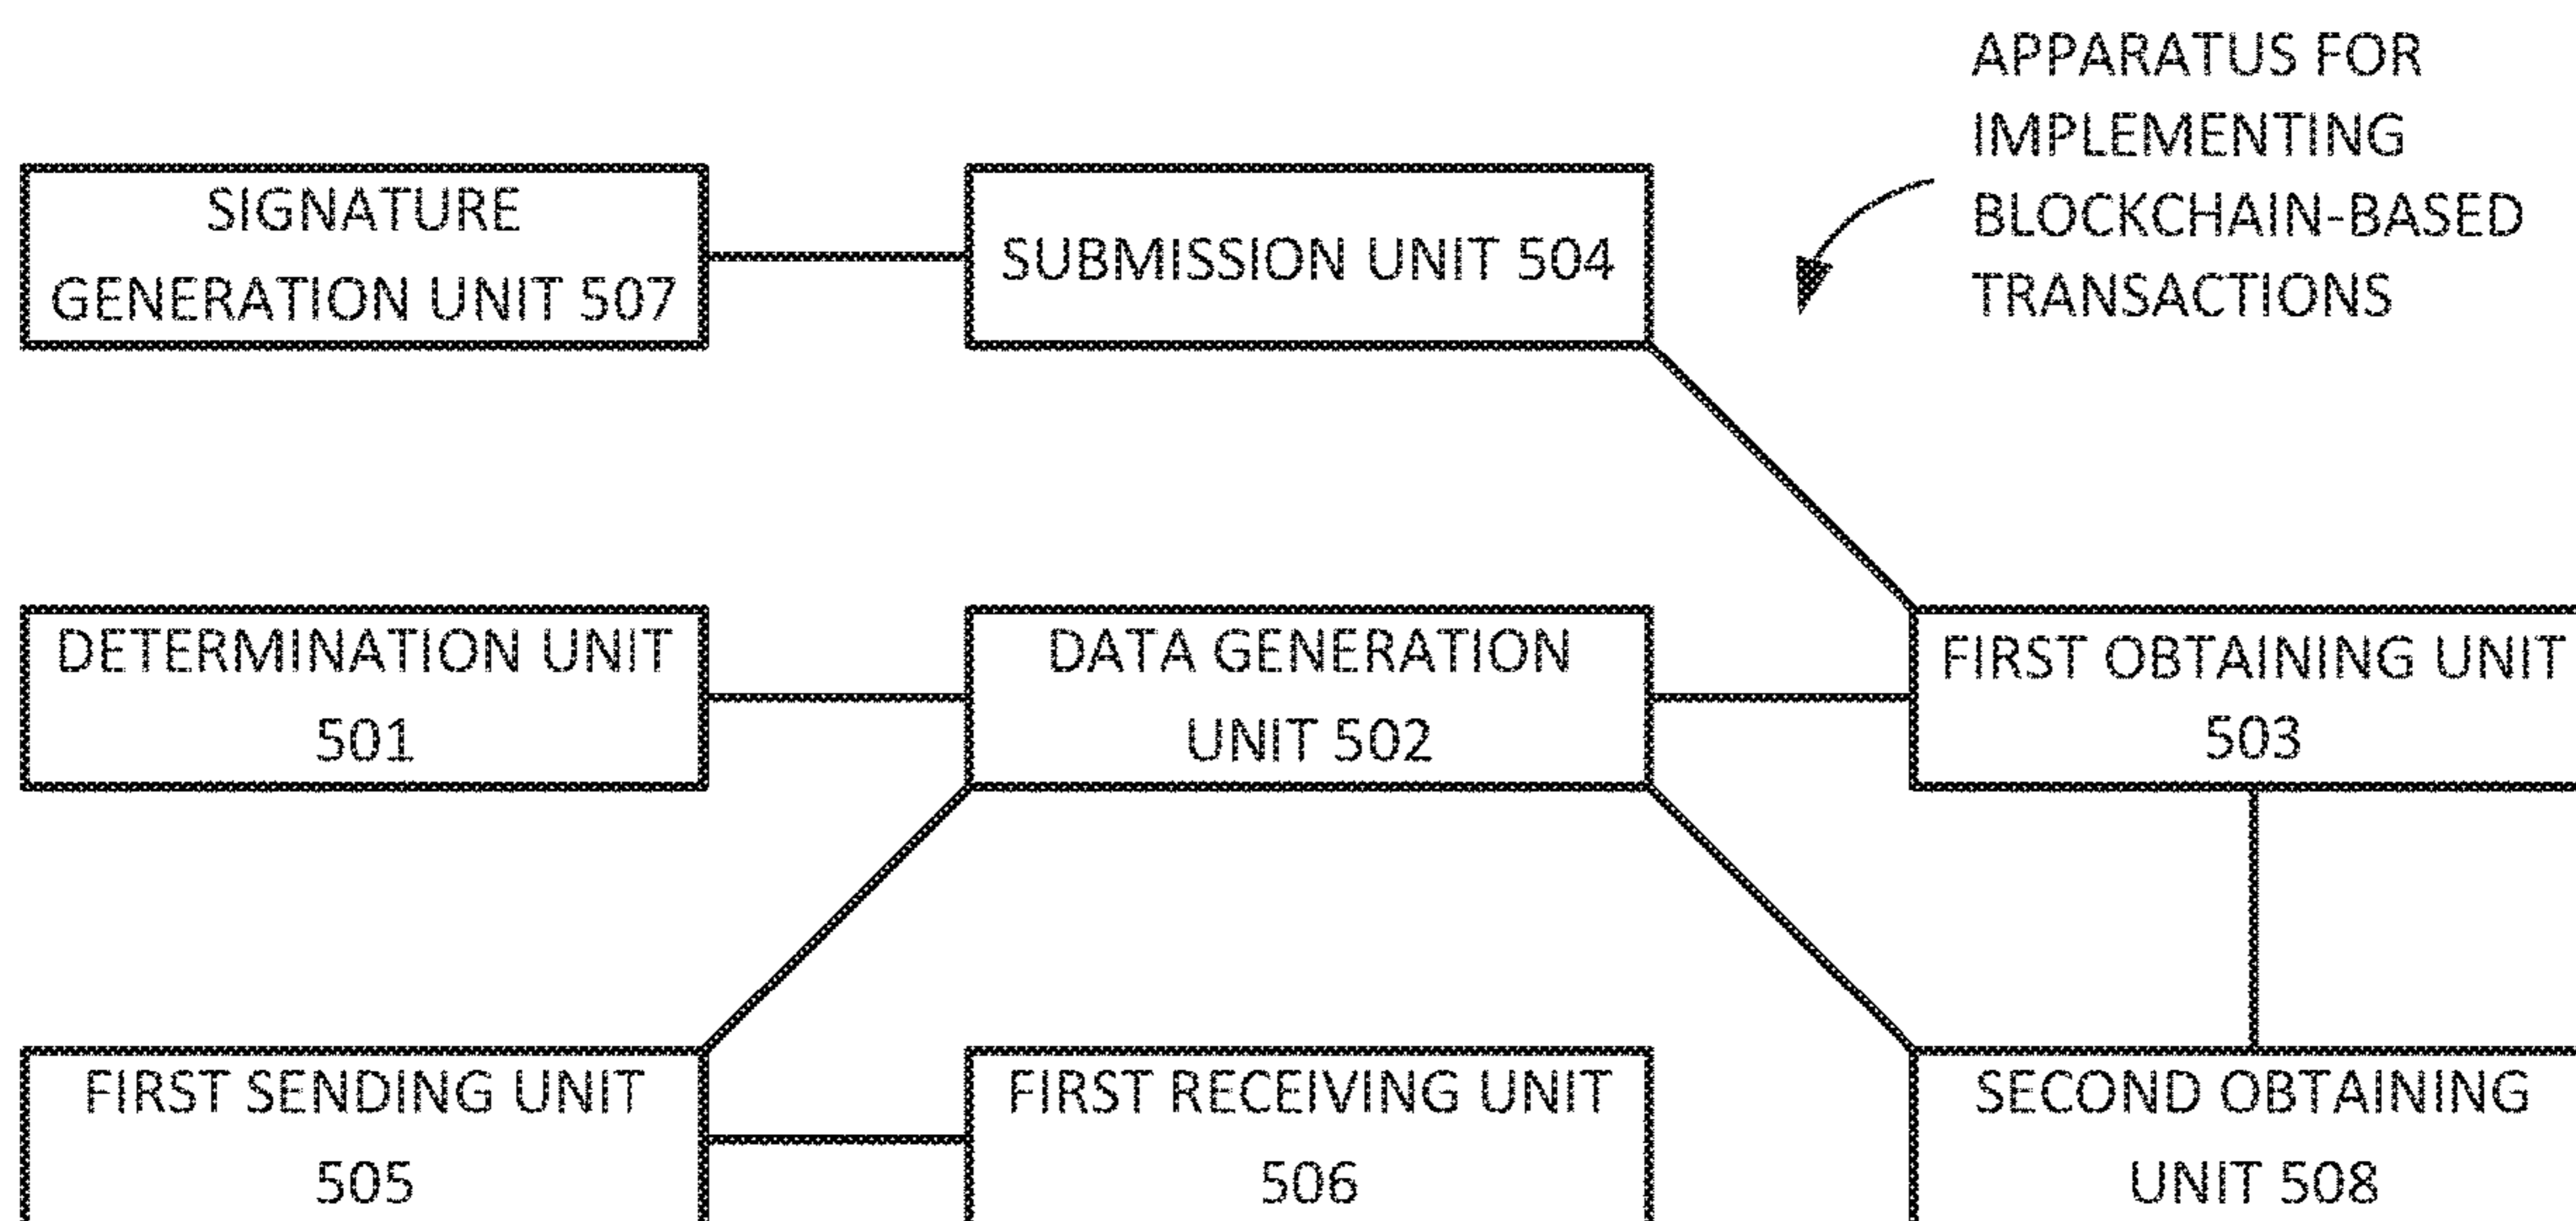 APPARATUS FOR
IMPLEMENTING
BLOCKCHAIN-BASED
TRANSACTIONS
SIGNATURE
GENERATION UNIT 507
SUBMISSION UNIT 504
DETERMINATION UNIT
501
DATA GENERATION
UNIT 502
FIRST OBTAINING UNIT
503
FIRST SENDING UNIT
505
FIRST RECEIVING UNIT
506
SECOND OBTAINING
UNIT 508